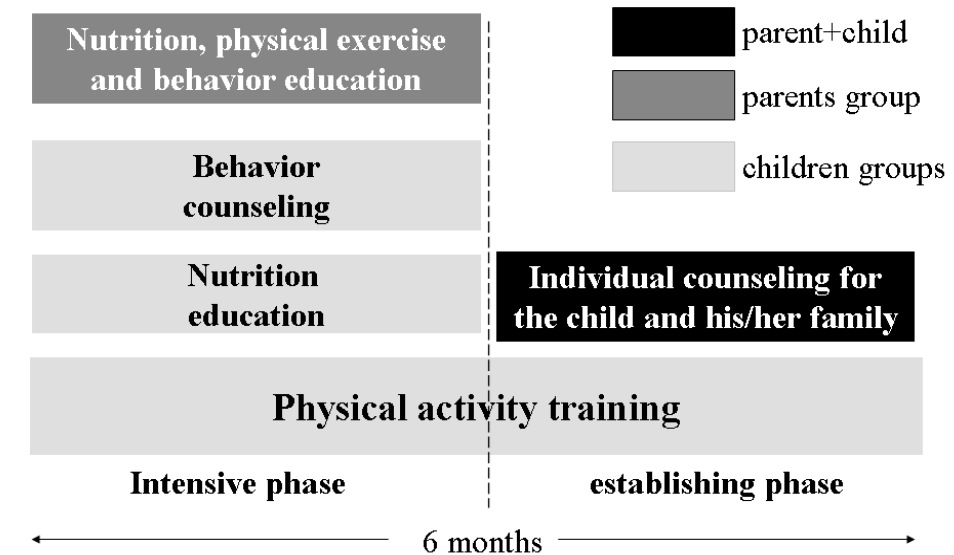 Nutrition, physical exercise
and behavior education
parent+child
parents group
children groups
Behavior
counseling
Nutrition
education
Individual counseling for
the child and his/her family
Physical activity training
Intensive phase
establishing phase
6 months